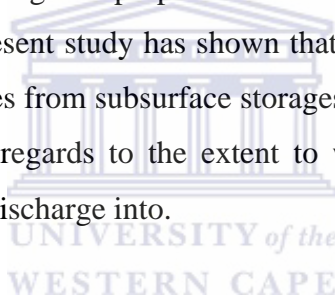 esent study has shown that
es from subsurface storages
regards to the extent to
ischarge into.
UNIVERSITY of the
WESTERN CAPE